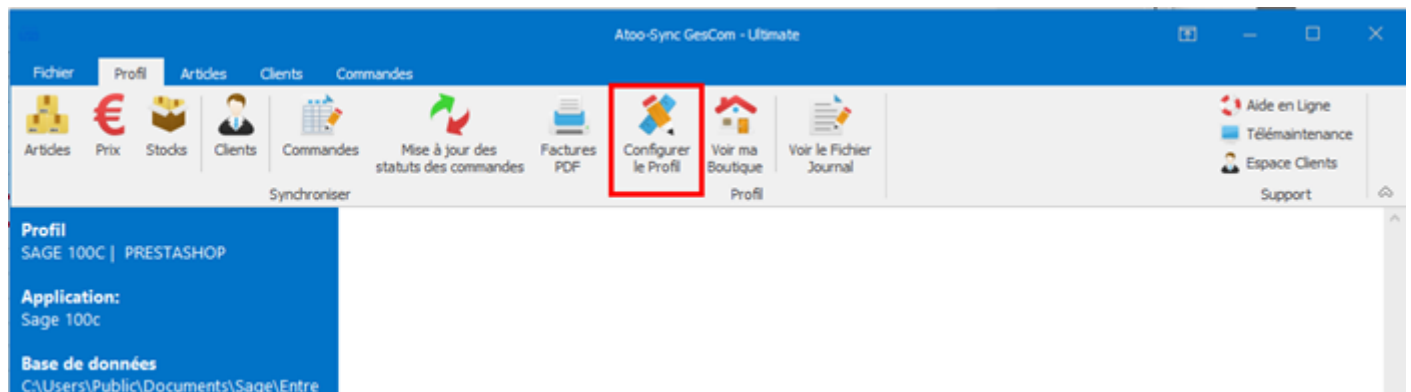 Atoo-Sync GesCom - Ultimate
Fichier Profil Articles Clients Commandes
Articles Prix Stocks Clients Commandes Mise à jour des statuts des commandes Factures PDF Configurer le Profil Voir ma Boutique Voir le Fichier Journal
Aide en Ligne
Télémaintenance
Espace Clients
Synchroniser Profil Support
Profil
SAGE 100C | PRESTASHOP
Application:
Sage 100c
Base de données
C:\Users\Public\Documents\Sage\Entre